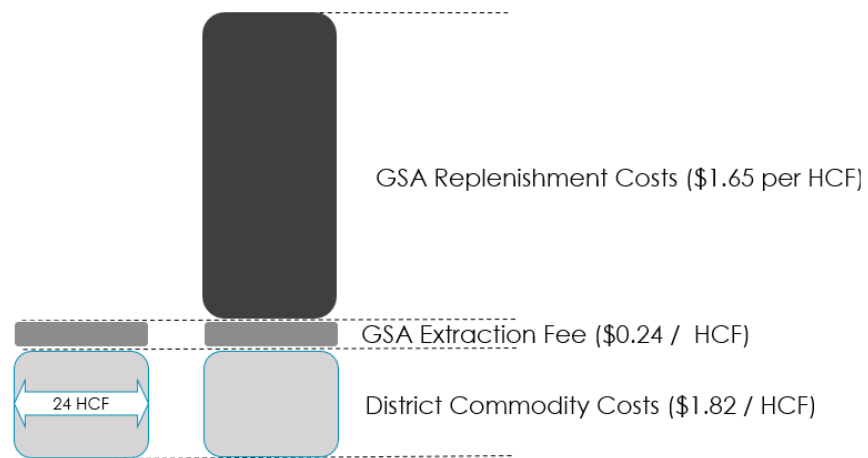 GSA Replenishment Costs ($1.65 per HCF)
GSA Extraction Fee ($0.24 / HCF)
24 HCF
District Commodity Costs ($1.82 / HCF)